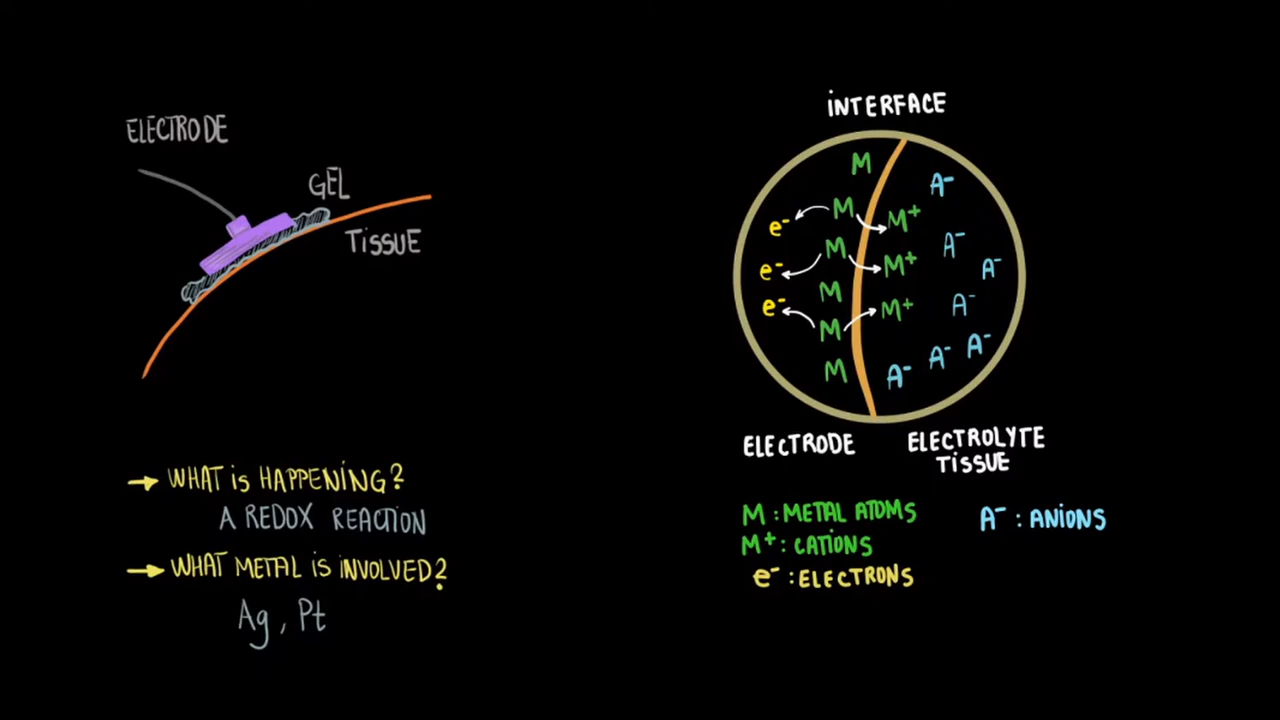 ELECTRODE
GEL
TISSUE
→ WHAT is HAPPENING?
A REDOX REACTION
→ WHAT METAL IS INVOLVED?
Ag, Pt
INTERFACE
M
A⁻
M
e⁻
M⁺
M
A⁻
e⁻
M⁺
A⁻
M
e⁻
M⁺
A⁻
M
A⁻
A⁻
M
A⁻
ELECTRODE
ELECTROLYTE
TISSUE
M : METAL ATOMS
A⁻ : ANIONS
M⁺ : CATIONS
e⁻ : ELECTRONS